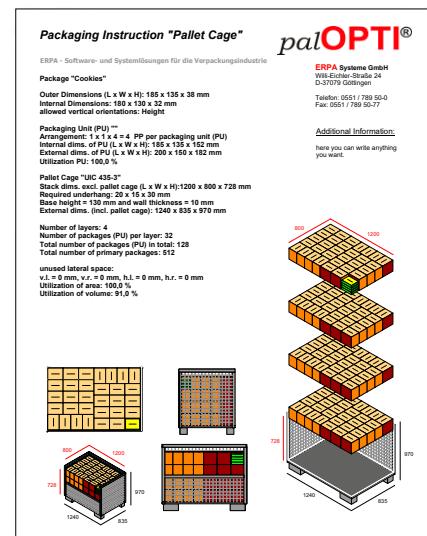 Packaging Instruction "Pallet Cage"
palOPTI®
ERPA - Software- und Systemlösungen für die Verpackungsindustrie
ERPA Systeme GmbH
Willi-Eichler-Straße 24
D-37079 Göttingen
Telefon: 0551 / 789 50-0
Fax: 0551 / 789 50-77
Additional Information:
here you can write anything
you want.
Package "Cookies"
Outer Dimensions (L x W x H): 185 x 135 x 38 mm
Internal Dimensions: 180 x 130 x 32 mm
allowed vertical orientations: Height
Packaging Unit (PU) ""
Arrangement: 1 x 1 x 4 = 4 PP per packaging unit (PU)
Internal dims. of PU (L x W x H): 185 x 135 x 152 mm
External dims. of PU (L x W x H): 200 x 150 x 182 mm
Utilization PU: 100,0 %
Pallet Cage "UIC 435-3"
Stack dims. excl. pallet cage (L x W x H):1200 x 800 x 728 mm
Required underhang: 20 x 15 x 30 mm
Base height = 130 mm and wall thickness = 10 mm
External dims. (incl. pallet cage): 1240 x 835 x 970 mm
Number of layers: 4
Number of packages (PU) per layer: 32
Total number of packages (PU) in total: 128
Total number of primary packages: 512
unused lateral space:
v.l. = 0 mm, v.r. = 0 mm, h.l. = 0 mm, h.r. = 0 mm
Utilization of area: 100,0 %
Utilization of volume: 91,0 %
800
1200
728
970
1240
835
800
1200
728
970
1240
835